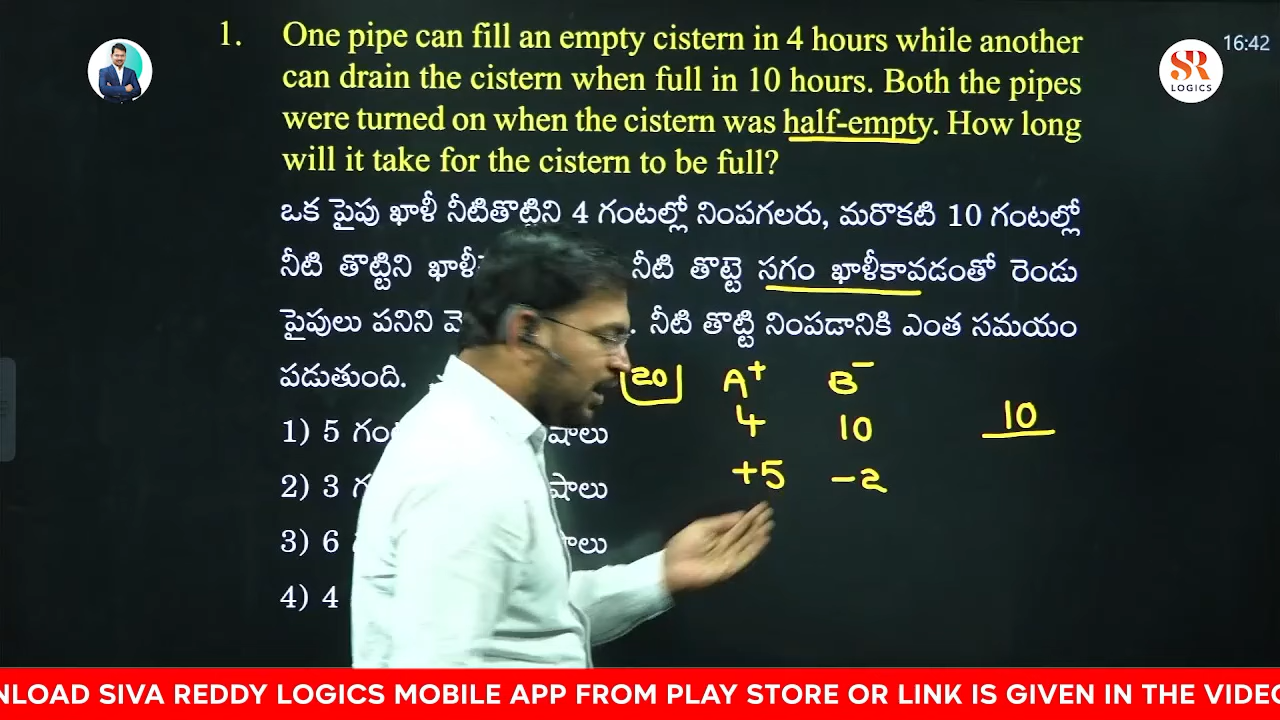 16:42
SR
LOGICS
1. One pipe can fill an empty cistern in 4 hours while another
can drain the cistern when full in 10 hours. Both the pipes
were turned on when the cistern was half-empty. How long
will it take for the cistern to be full?
ఒక పైపు ఖాళీ నీటితొట్టిని 4 గంటల్లో నింపగలరు, మరొకటి 10 గంటల్లో
నీటి తొట్టిని నీటి తొట్టె సగం ఖాళీకావడంతో రెండు
పైపులు పనిని నీటి తొట్టి నింపడానికి ఎంత సమయం
పడుతుంది. 20 A+ B-
4 10 10
1) 5
+5 -2
2) 3
3) 6
4) 4
NLOAD SIVA REDDY LOGICS MOBILE APP FROM PLAY STORE OR LINK IS GIVEN IN THE VIDEO